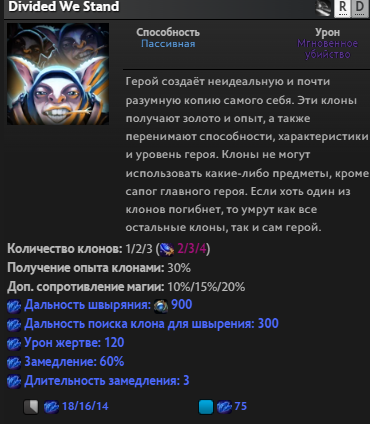 Divided We Stand
R D
Способность
Пассивная
Урон
Мгновенное
убийство
Герой создаёт неидеальную и почти
разумную копию самого себя. Эти клоны
получают золото и опыт, а также
перенимают способности, характеристики
и уровень героя. Клоны не могут
использовать какие-либо предметы, кроме
сапог главного героя. Если хоть один из
клонов погибнет, то умрут как все
остальные клоны, так и сам герой.
Количество клонов: 1/2/3 (2/3/4)
Получение опыта клонами: 30%
Доп. сопротивление магии: 10%/15%/20%
Дальность швыряния: 900
Дальность поиска клона для швырения: 300
Урон жертве: 120
Замедление: 60%
Длительность замедления: 3
18/16/14
75